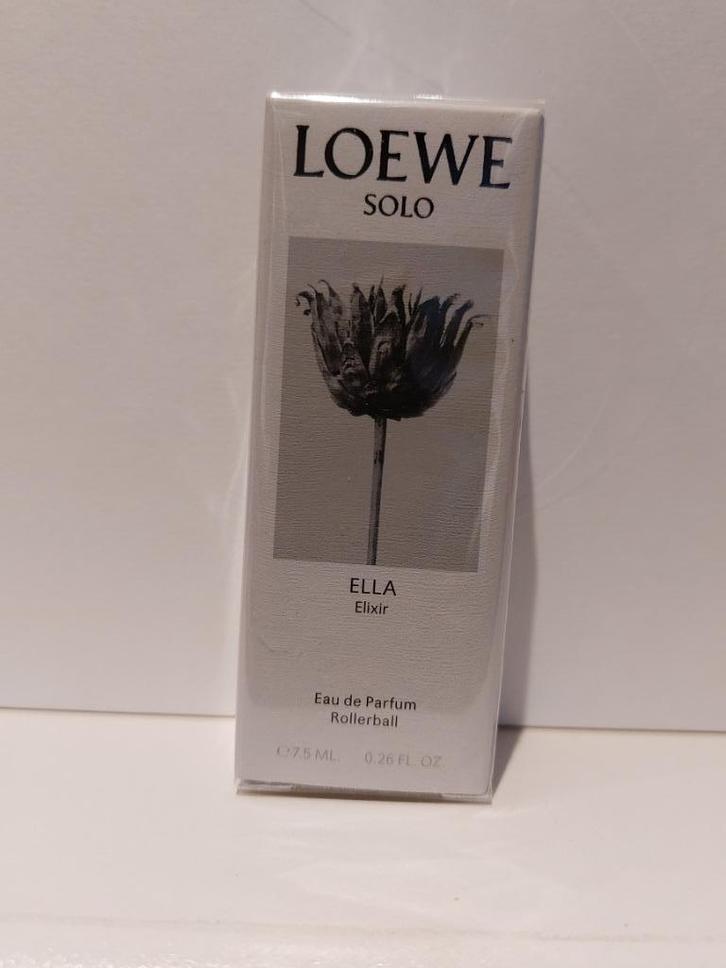 LOEWE
SOLO
ELLA
Elixir
Eau de Parfum
Rollerball
℮7.5 ML. 0.26 FL. OZ.